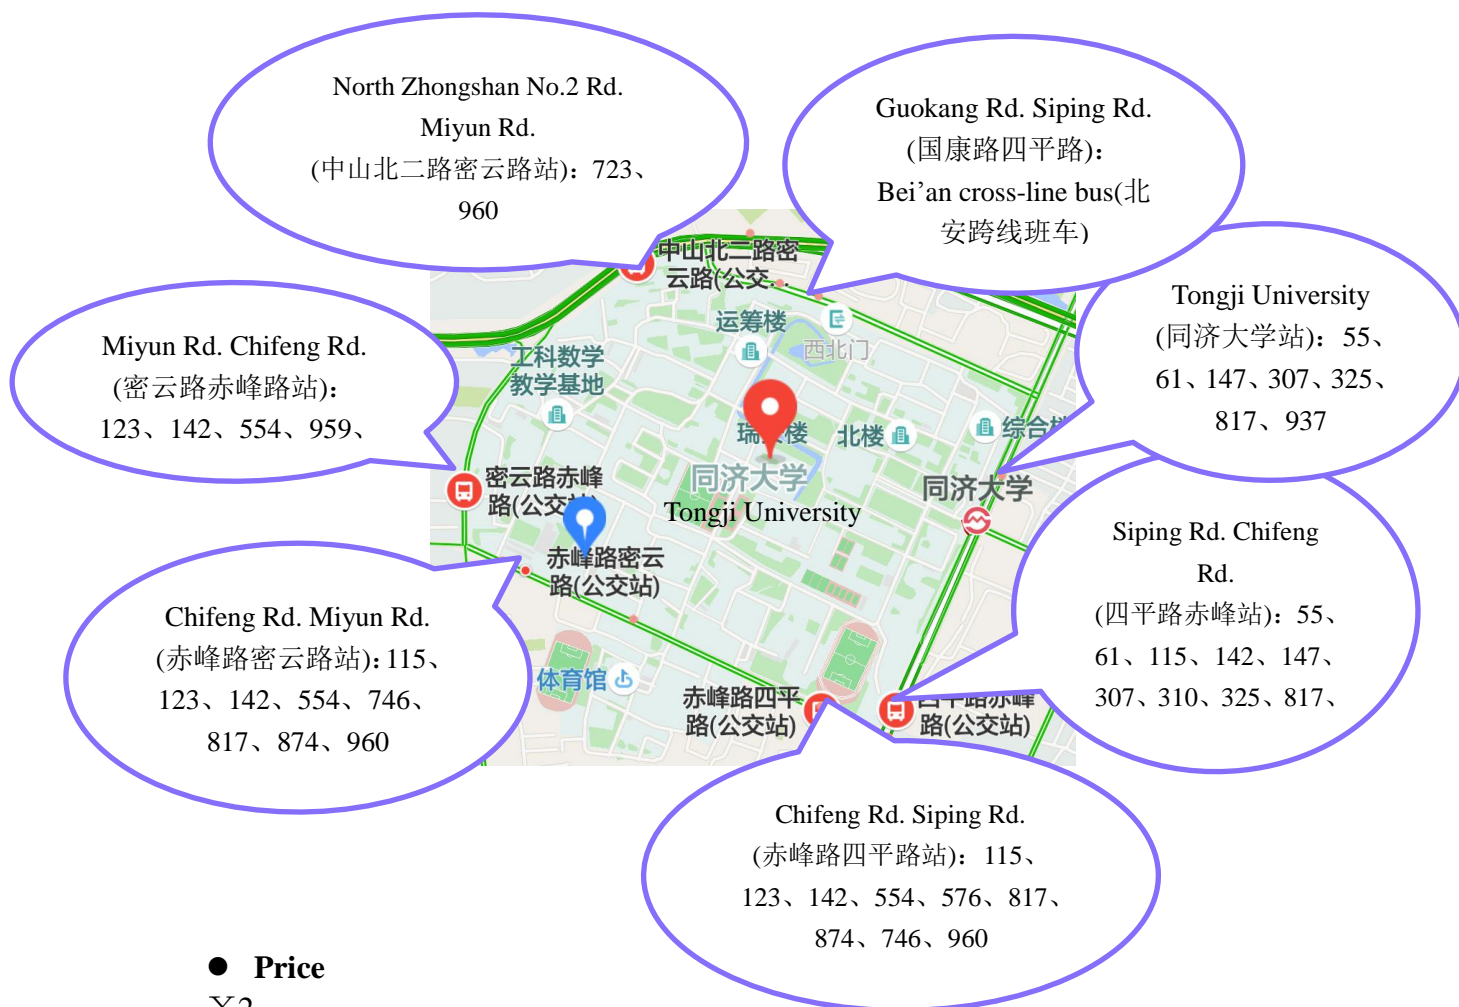 North Zhongshan No.2 Rd.
Miyun Rd.
(中山北二路密云路站)：723、
960
Guokang Rd. Siping Rd.
(国康路四平路)：
Bei’an cross-line bus(北
安跨线班车)
Tongji University
(同济大学站)：55、
61、147、307、325、
817、937
Miyun Rd. Chifeng Rd.
(密云路赤峰路站)：
123、142、554、959、
Siping Rd. Chifeng
Rd.
(四平路赤峰站)：55、
61、115、142、147、
307、310、325、817、
Chifeng Rd. Miyun Rd.
(赤峰路密云路站)：115、
123、142、554、746、
817、874、960
Chifeng Rd. Siping Rd.
(赤峰路四平路站)：115、
123、142、554、576、817、
874、746、960
中山北二路密
云路(公交..
运筹楼
西北门
工科数学
教学基地
北楼
综合楼
密云路赤峰
路(公交站)
同济大学
Tongji University
同济大学
赤峰路密云
路(公交站)
体育馆
赤峰路四平
路(公交站)
四平路赤峰
路(公交站)
● Price
￥2